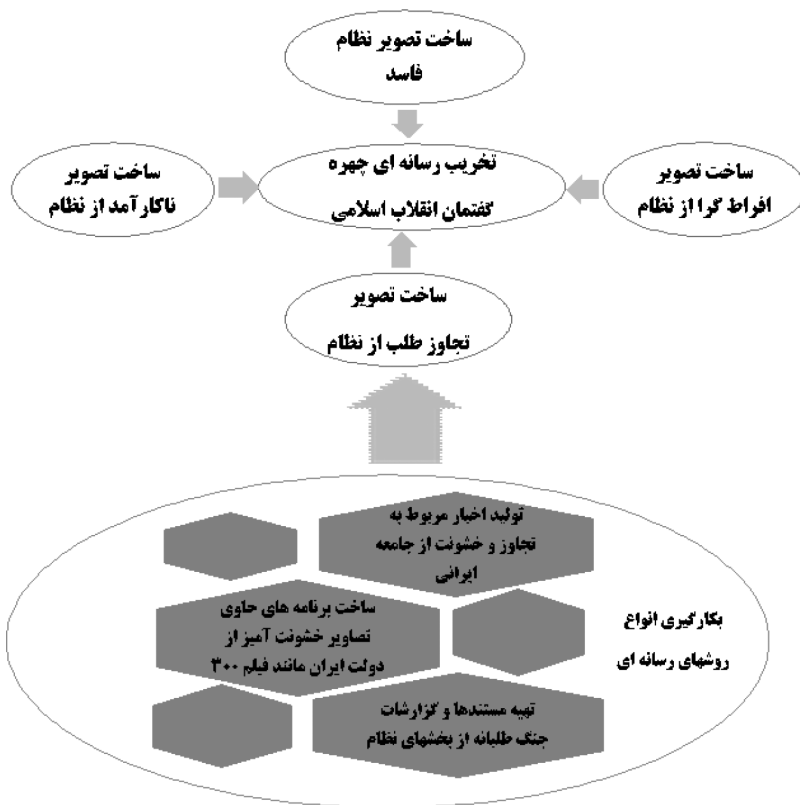 ساخت تصویر نظام
فاسد
تخریب رسانه ای چهره
گفتمان انقلاب اسلامی
ساخت تصویر
افراط گرا از نظام
ساخت تصویر
ناکارآمد از نظام
ساخت تصویر
تجاوز طلب از نظام
تولید اخبار مربوط به
تجاوز و خشونت از جامعه
ایرانی
ساخت برنامه های حاوی
تصاویر خشونت آمیز از
دولت ایران مانند فیلم ۳۰۰
بکارگیری انواع
روشهای رسانه ای
تهیه مستندها و گزارشات
جنگ طلبانه از بخشهای نظام